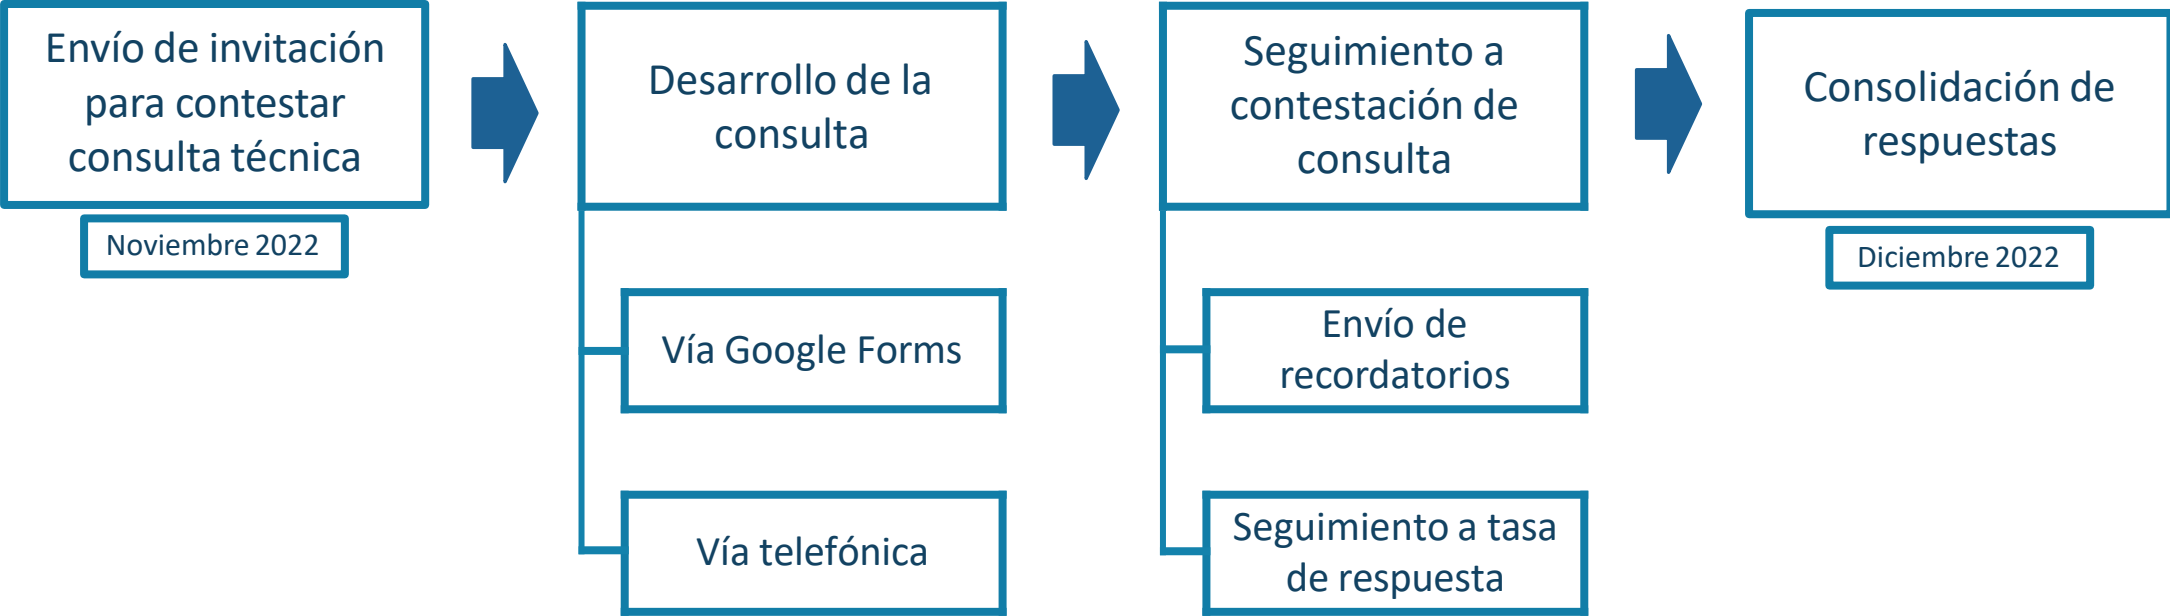 Envío de invitación
para contestar
consulta técnica
Noviembre 2022
Desarrollo de la
consulta
Vía Google Forms
Vía telefónica
Seguimiento a
contestación de
consulta
Envío de
recordatorios
Seguimiento a tasa
de respuesta
Consolidación de
respuestas
Diciembre 2022